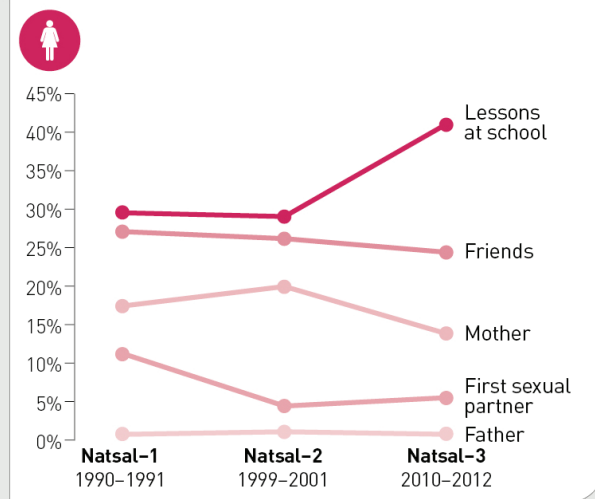 45%
40%
35%
30%
25%
20%
15%
10%
5%
0%
Lessons
at school
Friends
Mother
First sexual
partner
Father
Natsal–1 Natsal–2 Natsal–3
1990–1991 1999–2001 2010–2012